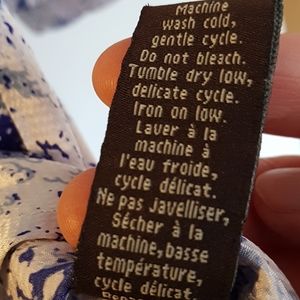 Machine
wash cold,
gentle cycle.
Do not bleach.
Tumble dry low,
delicate cycle.
Iron on low.
Laver à la
machine à
l'eau froide,
cycle délicat.
Ne pas Javelliser,
Sécher à la
machine, basse
température,
cycle délicat.